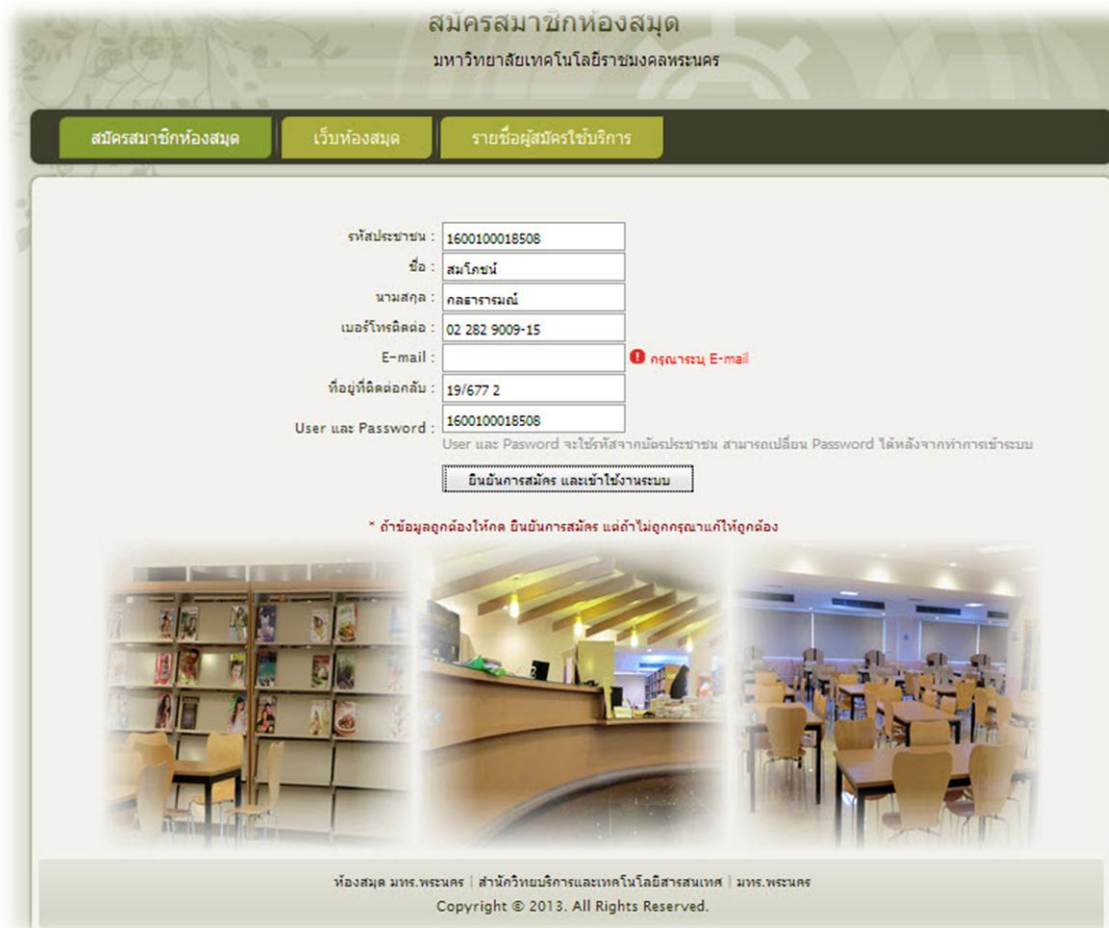 สมัครสมาชิกห้องสมุด
มหาวิทยาลัยเทคโนโลยีราชมงคลพระนคร
สมัครสมาชิกห้องสมุด เว็บห้องสมุด รายชื่อผู้สมัครใช้บริการ
รหัสประชาชน : 1600100018508
ชื่อ : สมโภชน์
นามสกุล : กลธารารมณ์
เบอร์โทรติดต่อ : 02 282 9009-15
E-mail : กรุณาระบุ E-mail
ที่อยู่ที่ติดต่อกลับ : 19/677 2
User และ Password : 1600100018508
User และ Pasword จะใช้รหัสจากบัตรประชาชน สามารถเปลี่ยน Password ได้หลังจากทำการเข้าระบบ
ยืนยันการสมัคร และเข้าใช้งานระบบ
* ถ้าข้อมูลถูกต้องให้กด ยืนยันการสมัคร แต่ถ้าไม่ถูกกรุณาแก้ให้ถูกต้อง
ห้องสมุด มทร.พระนคร | สำนักวิทยบริการและเทคโนโลยีสารสนเทศ | มทร.พระนคร
Copyright © 2013. All Rights Reserved.